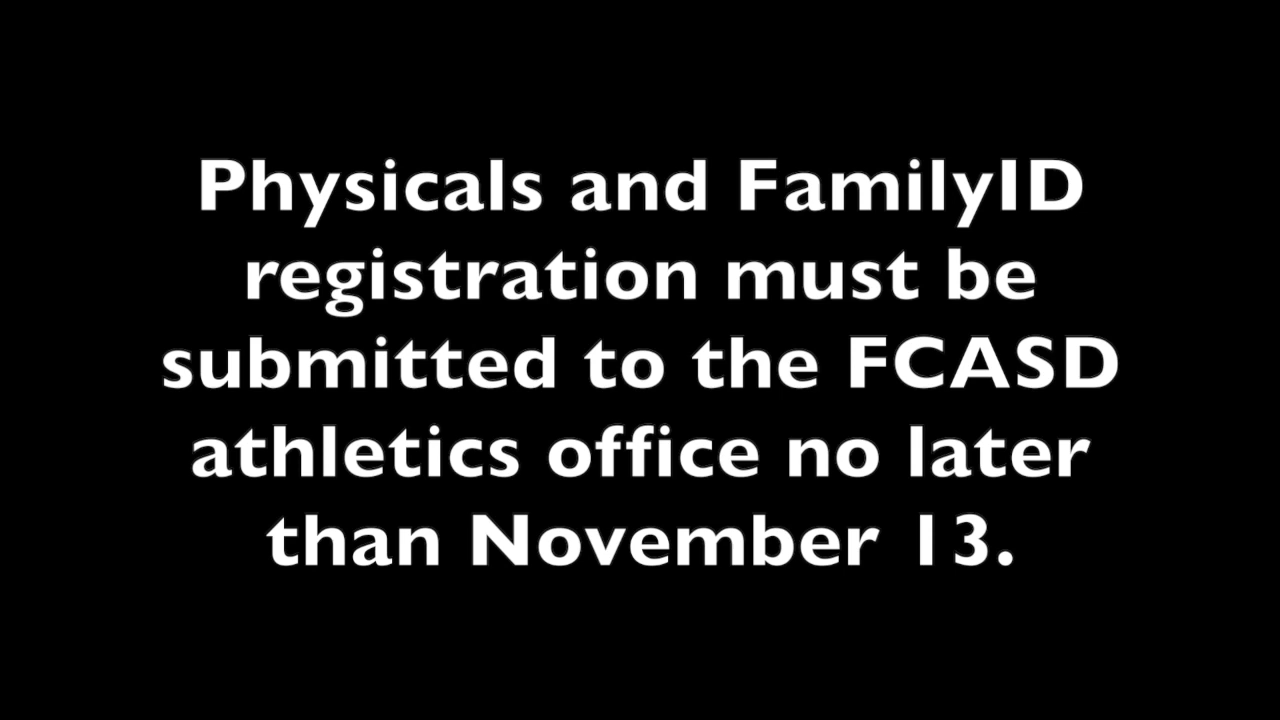 Physicals and FamilyID
registration must be
submitted to the FCASD
athletics office no later
than November 13.